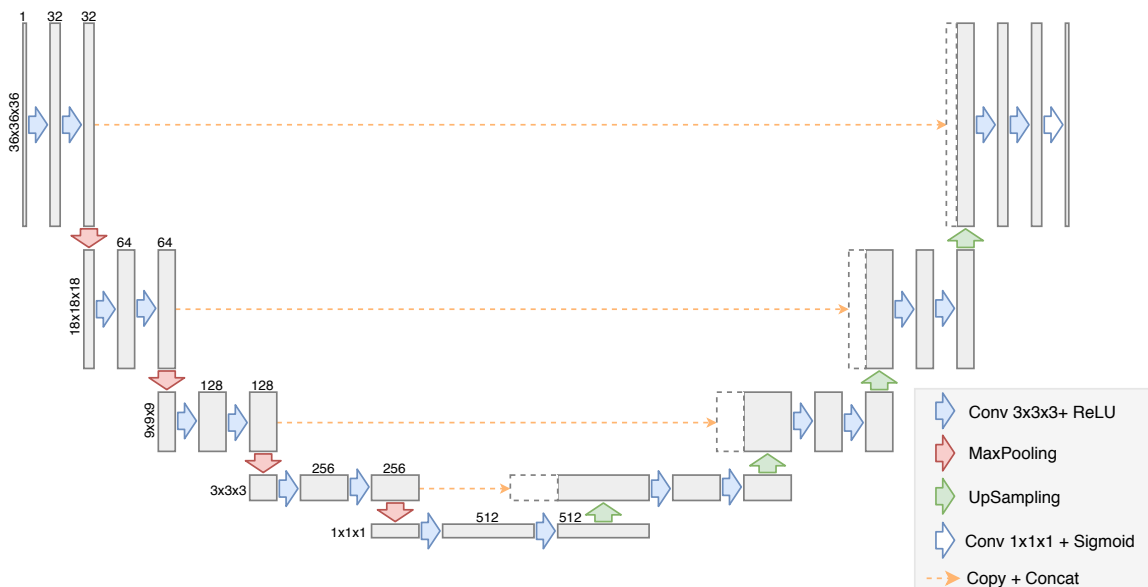 1 32 32
36x36x36
64 64
18x18x18
128 128
9x9x9
256 256
3x3x3
512 512
1x1x1
Conv 3x3x3+ ReLU
MaxPooling
UpSampling
Conv 1x1x1 + Sigmoid
Copy + Concat